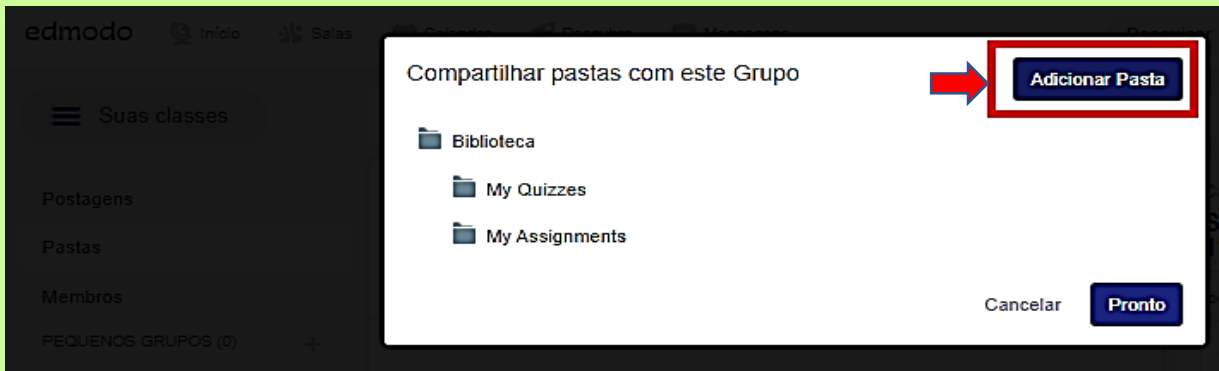 edmodo Início Salas
Compartilhar pastas com este Grupo
Adicionar Pasta
Suas classes
Biblioteca
My Quizzes
My Assignments
Postagens
Pastas
Membros
PEQUENOS GRUPOS (0) +
Cancelar
Pronto